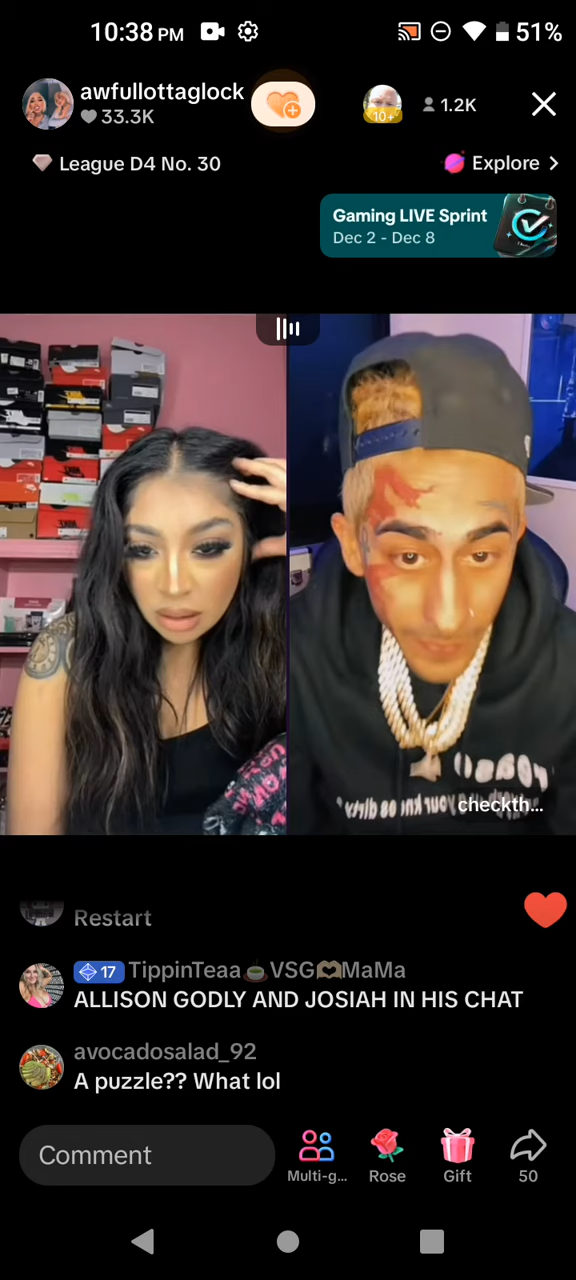 10:38 PM
51%
awfullottaglock
33.3K
10+
1.2K
League D4 No. 30
Explore >
Gaming LIVE Sprint
Dec 2 - Dec 8
checkth...
Restart
17 TippinTeaa🍵VSG🫶MaMa
ALLISON GODLY AND JOSIAH IN HIS CHAT
avocadosalad_92
A puzzle?? What lol
Comment
Multi-g...
Rose
Gift
50